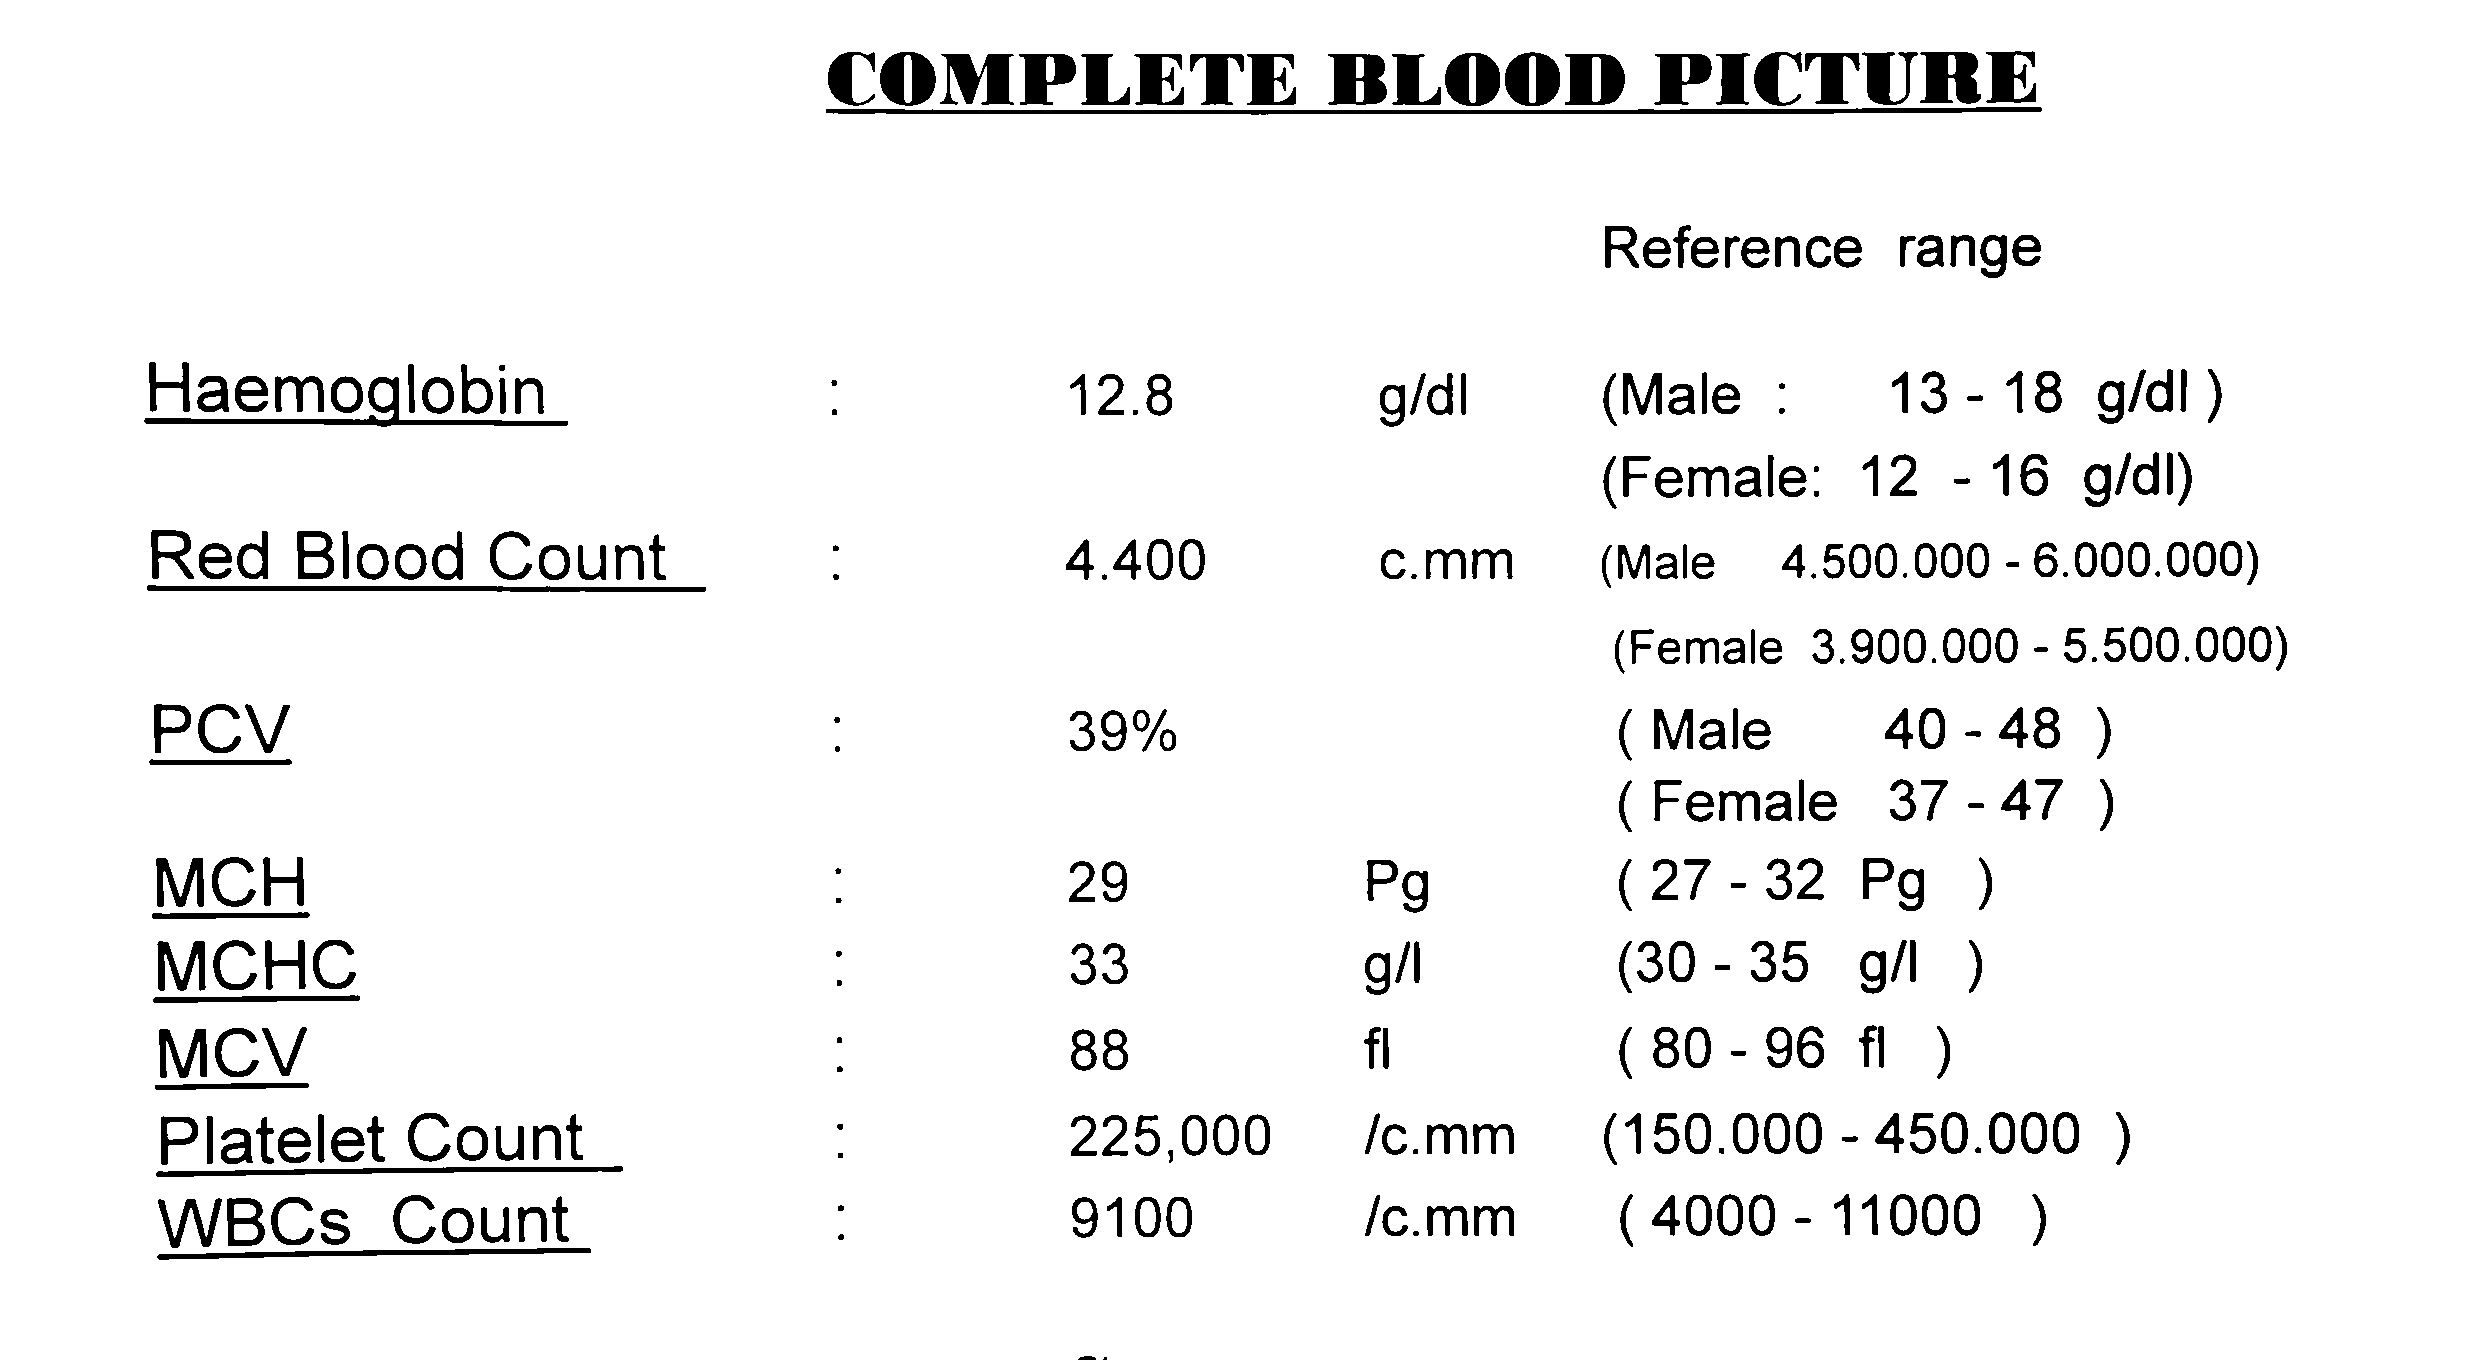 COMPLETE BLOOD PICTURE
Reference range
Haemoglobin : 12.8 g/dl (Male : 13 - 18 g/dl )
(Female: 12 - 16 g/dl)
Red Blood Count : 4.400 c.mm (Male 4.500.000 - 6.000.000)
(Female 3.900.000 - 5.500.000)
PCV : 39% ( Male 40 - 48 )
( Female 37 - 47 )
MCH : 29 Pg ( 27 - 32 Pg )
MCHC : 33 g/l (30 - 35 g/l )
MCV : 88 fl ( 80 - 96 fl )
Platelet Count : 225,000 /c.mm (150.000 - 450.000 )
WBCs Count : 9100 /c.mm ( 4000 - 11000 )